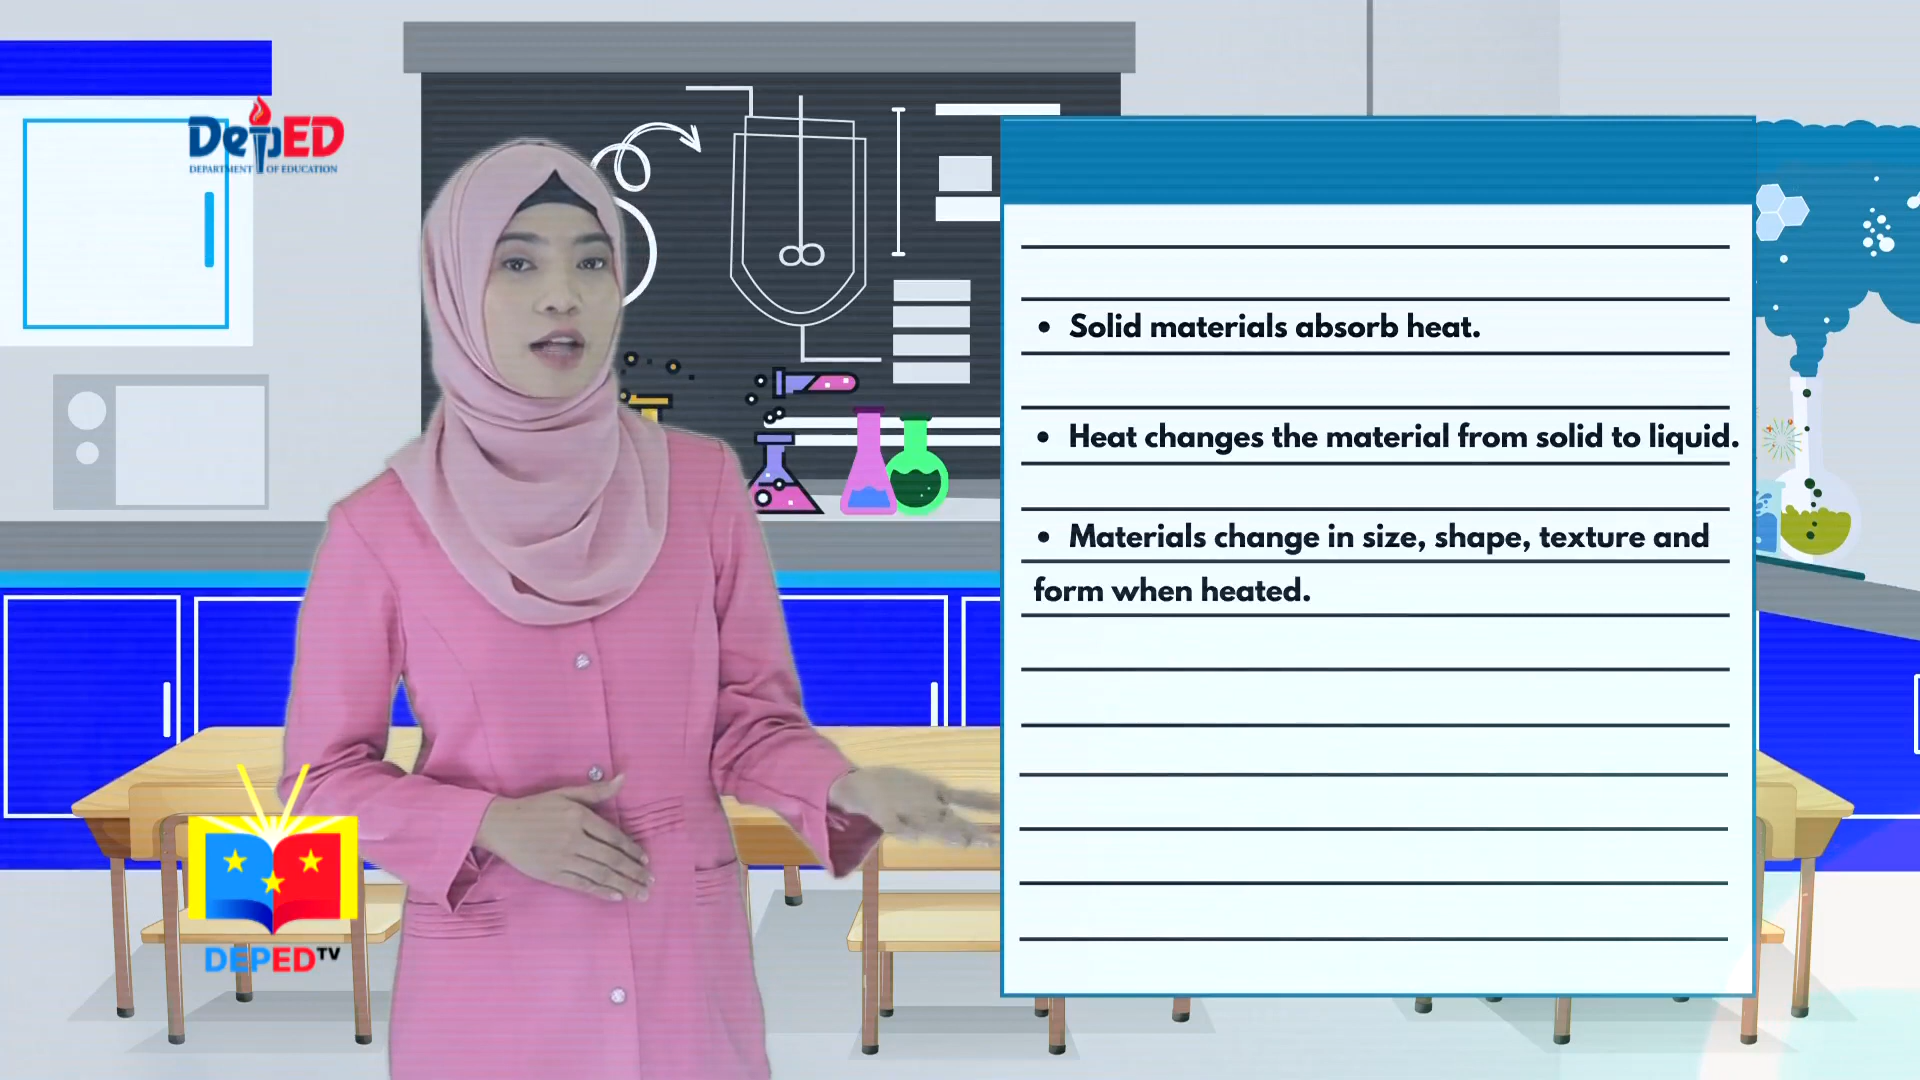 DepED
DEPARTMENT OF EDUCATION
• Solid materials absorb heat.
• Heat changes the material from solid to liquid.
• Materials change in size, shape, texture and
form when heated.
DEPED TV